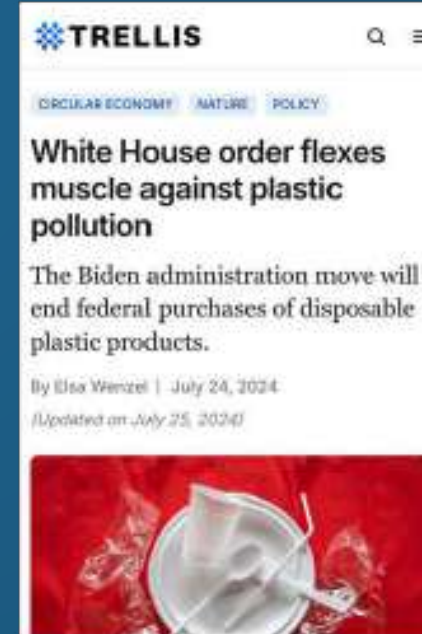 TRELLIS
CIRCULAR ECONOMY NATURE POLICY
White House order flexes
muscle against plastic
pollution
The Biden administration move will
end federal purchases of disposable
plastic products.
By Elsa Wenzel | July 24, 2024
(Updated on July 25, 2024)